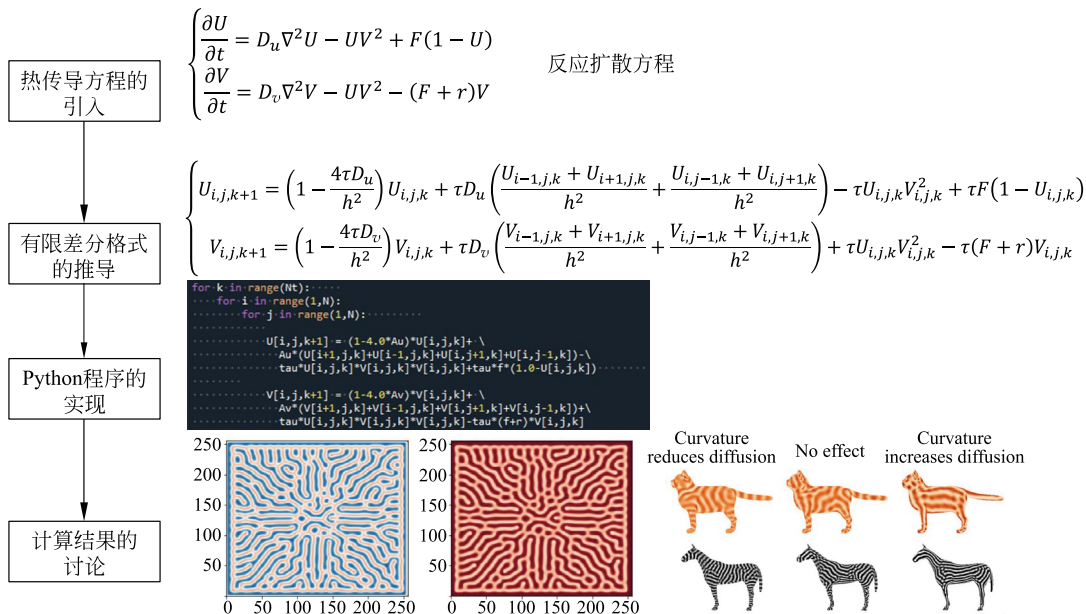 热传导方程的
引入
∂U/∂t = D_u∇²U − UV² + F(1 − U)
∂V/∂t = D_v∇²V − UV² − (F + r)V
反应扩散方程
有限差分格式
的推导
U_{i,j,k+1} = (1 − 4τD_u/h²) U_{i,j,k} + τD_u ((U_{i−1,j,k} + U_{i+1,j,k})/h² + (U_{i,j−1,k} + U_{i,j+1,k})/h²) − τU_{i,j,k}V²_{i,j,k} + τF(1 − U_{i,j,k})
V_{i,j,k+1} = (1 − 4τD_v/h²) V_{i,j,k} + τD_v ((V_{i−1,j,k} + V_{i+1,j,k})/h² + (V_{i,j−1,k} + V_{i,j+1,k})/h²) + τU_{i,j,k}V²_{i,j,k} − τ(F + r)V_{i,j,k}
Python程序的
实现
for k in range(Nt):
for i in range(1,N):
for j in range(1,N):
U[i,j,k+1] = (1-4.0*Au)*U[i,j,k]+ \
Au*(U[i+1,j,k]+U[i-1,j,k]+U[i,j+1,k]+U[i,j-1,k])-\
tau*U[i,j,k]*V[i,j,k]*V[i,j,k]+tau*f*(1.0-U[i,j,k])
V[i,j,k+1] = (1-4.0*Av)*V[i,j,k]+ \
Av*(V[i+1,j,k]+V[i-1,j,k]+V[i,j+1,k]+V[i,j-1,k])+\
tau*U[i,j,k]*V[i,j,k]*V[i,j,k]-tau*(f+r)*V[i,j,k]
计算结果的
讨论
250
200
150
100
50
0 50 100 150 200 250
250
200
150
100
50
0 50 100 150 200 250
Curvature
reduces diffusion
No effect
Curvature
increases diffusion